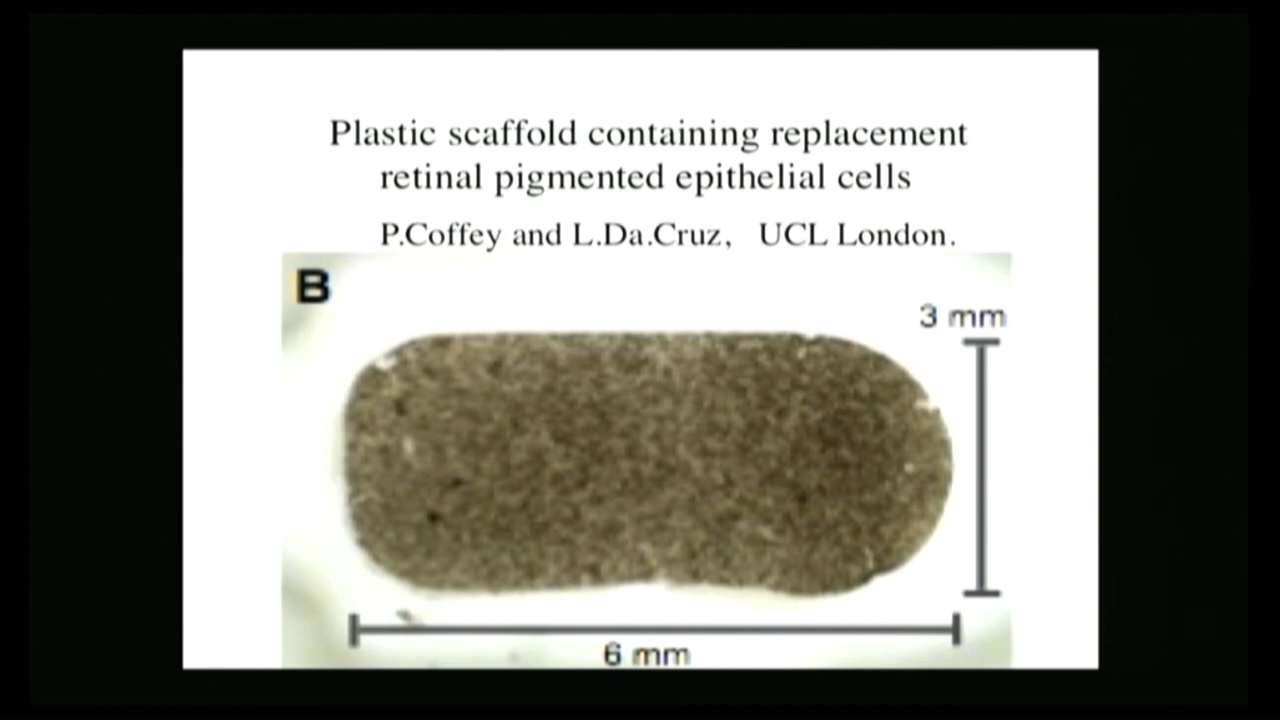 Plastic scaffold containing replacement
retinal pigmented epithelial cells
P.Coffey and L.Da.Cruz, UCL London.
B
3 mm
6 mm